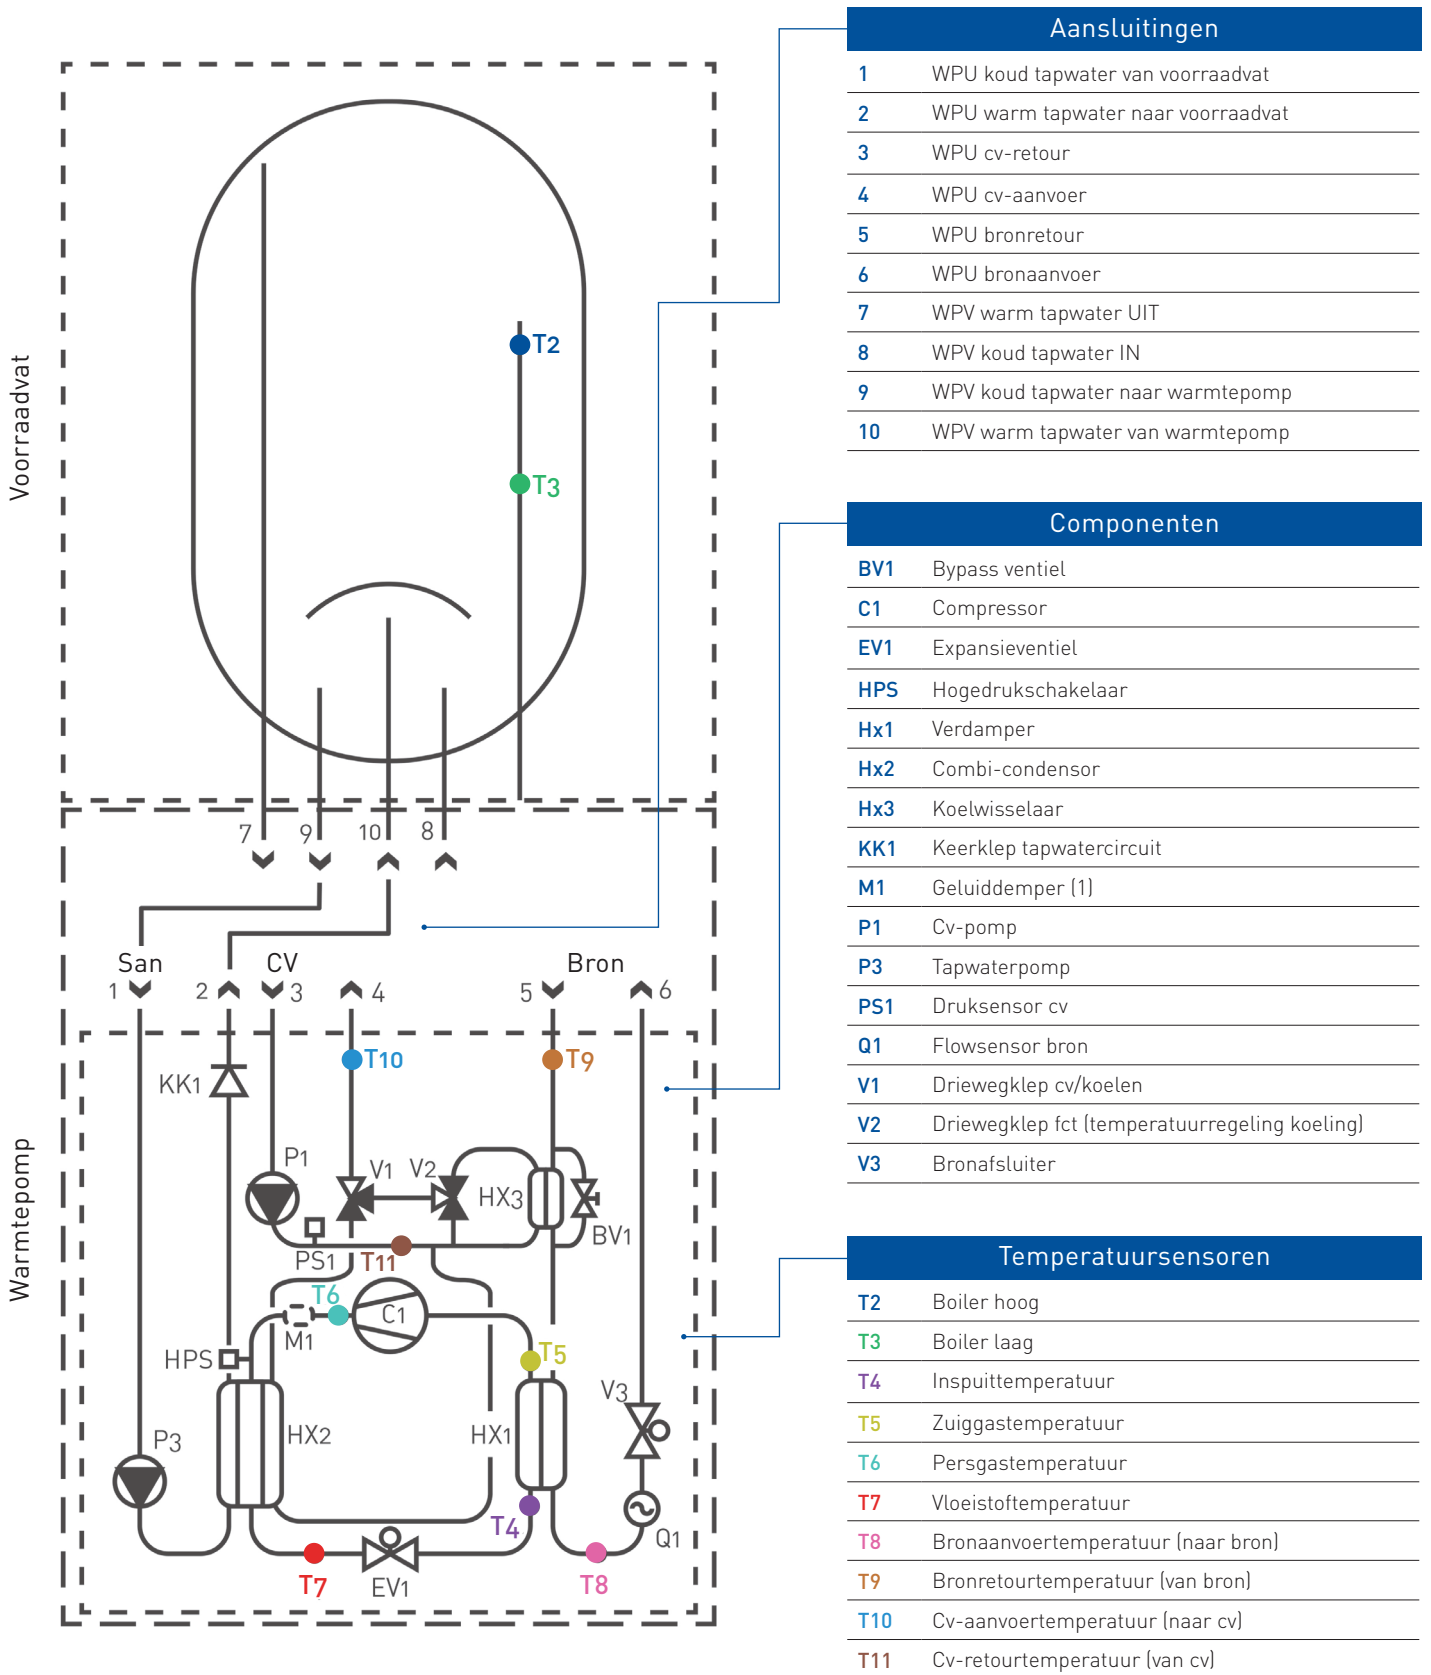 Voorraadvat
T2
T3
7
9
10
8
San
CV
Bron
1
2
3
4
5
6
Warmtepomp
T10
T9
KK1
P1
V1
V2
HX3
BV1
PS1
T11
T6
C1
M1
HPS
T5
V3
HX2
HX1
P3
T4
Q1
T7
EV1
T8
Aansluitingen
1 WPU koud tapwater van voorraadvat
2 WPU warm tapwater naar voorraadvat
3 WPU cv-retour
4 WPU cv-aanvoer
5 WPU bronretour
6 WPU bronaanvoer
7 WPV warm tapwater UIT
8 WPV koud tapwater IN
9 WPV koud tapwater naar warmtepomp
10 WPV warm tapwater van warmtepomp
Componenten
BV1 Bypass ventiel
C1 Compressor
EV1 Expansieventiel
HPS Hogedrukschakelaar
Hx1 Verdamper
Hx2 Combi-condensor
Hx3 Koelwisselaar
KK1 Keerklep tapwatercircuit
M1 Geluiddemper (1)
P1 Cv-pomp
P3 Tapwaterpomp
PS1 Druksensor cv
Q1 Flowsensor bron
V1 Driewegklep cv/koelen
V2 Driewegklep fct (temperatuurregeling koeling)
V3 Bronafsluiter
Temperatuursensoren
T2 Boiler hoog
T3 Boiler laag
T4 Inspuittemperatuur
T5 Zuiggastemperatuur
T6 Persgastemperatuur
T7 Vloeistoftemperatuur
T8 Bronaanvoertemperatuur (naar bron)
T9 Bronretourtemperatuur (van bron)
T10 Cv-aanvoertemperatuur (naar cv)
T11 Cv-retourtemperatuur (van cv)